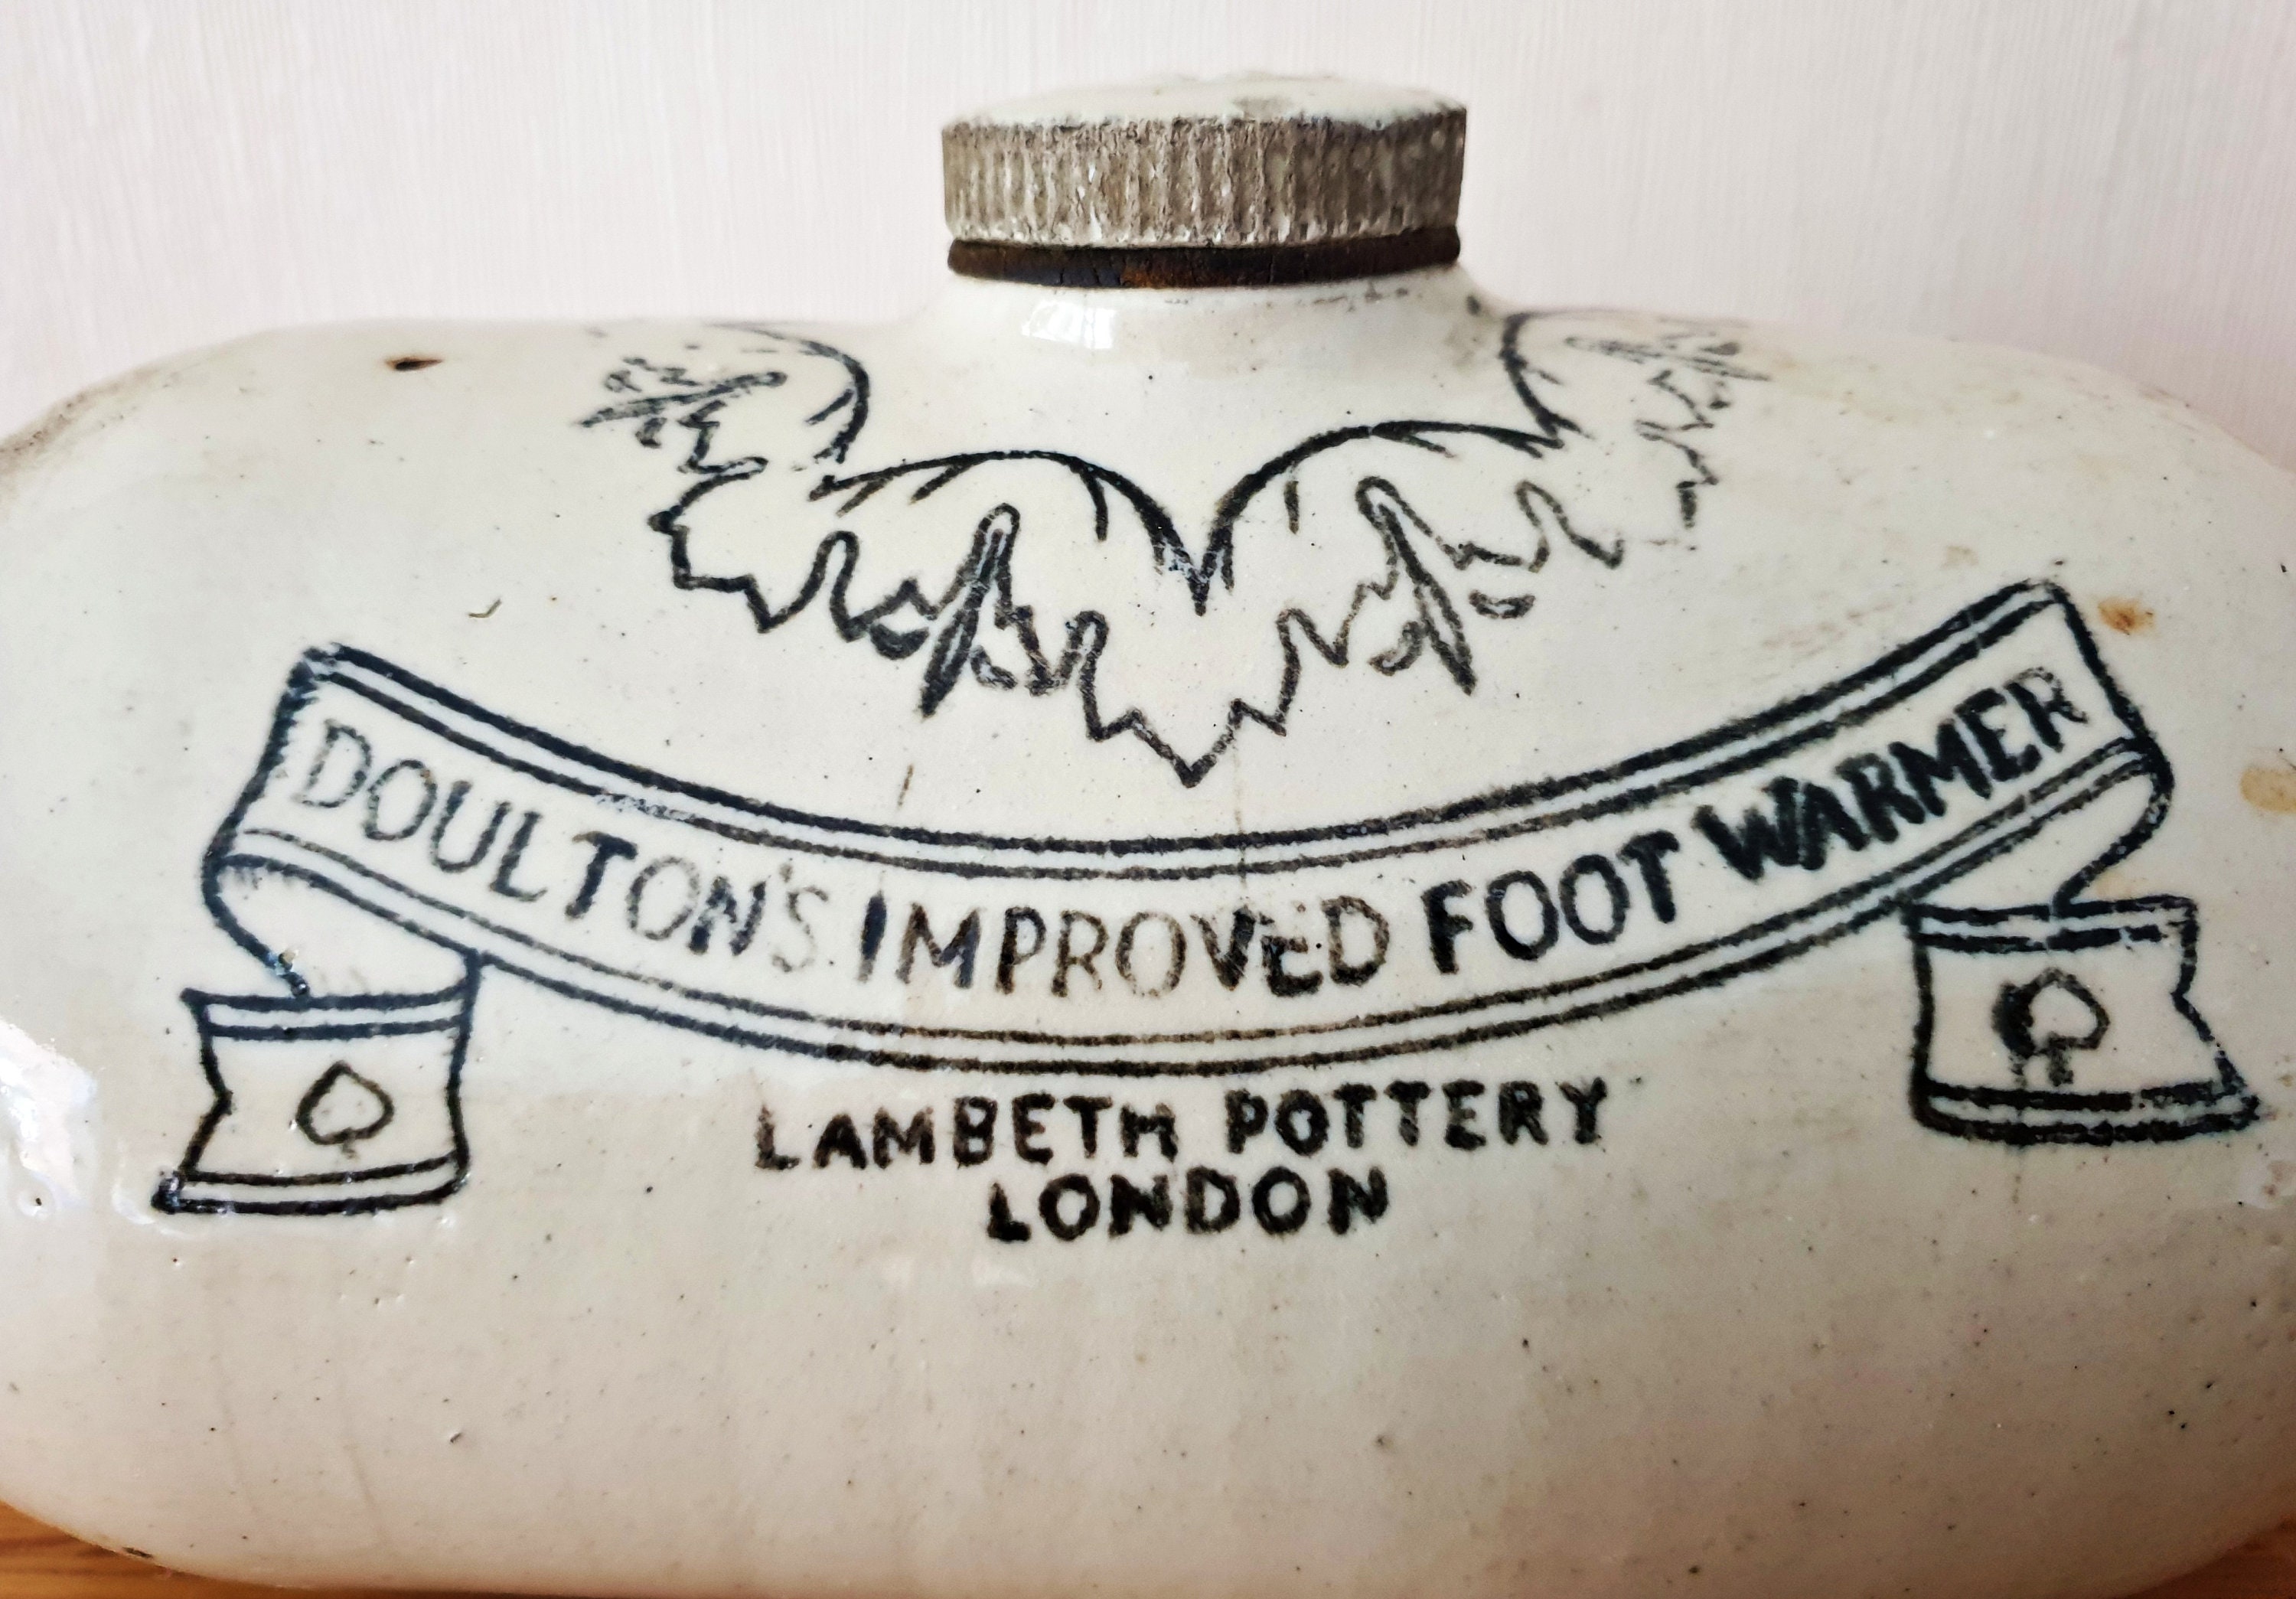 DOULTON'S IMPROVED FOOT WARMER
LAMBETH POTTERY
LONDON